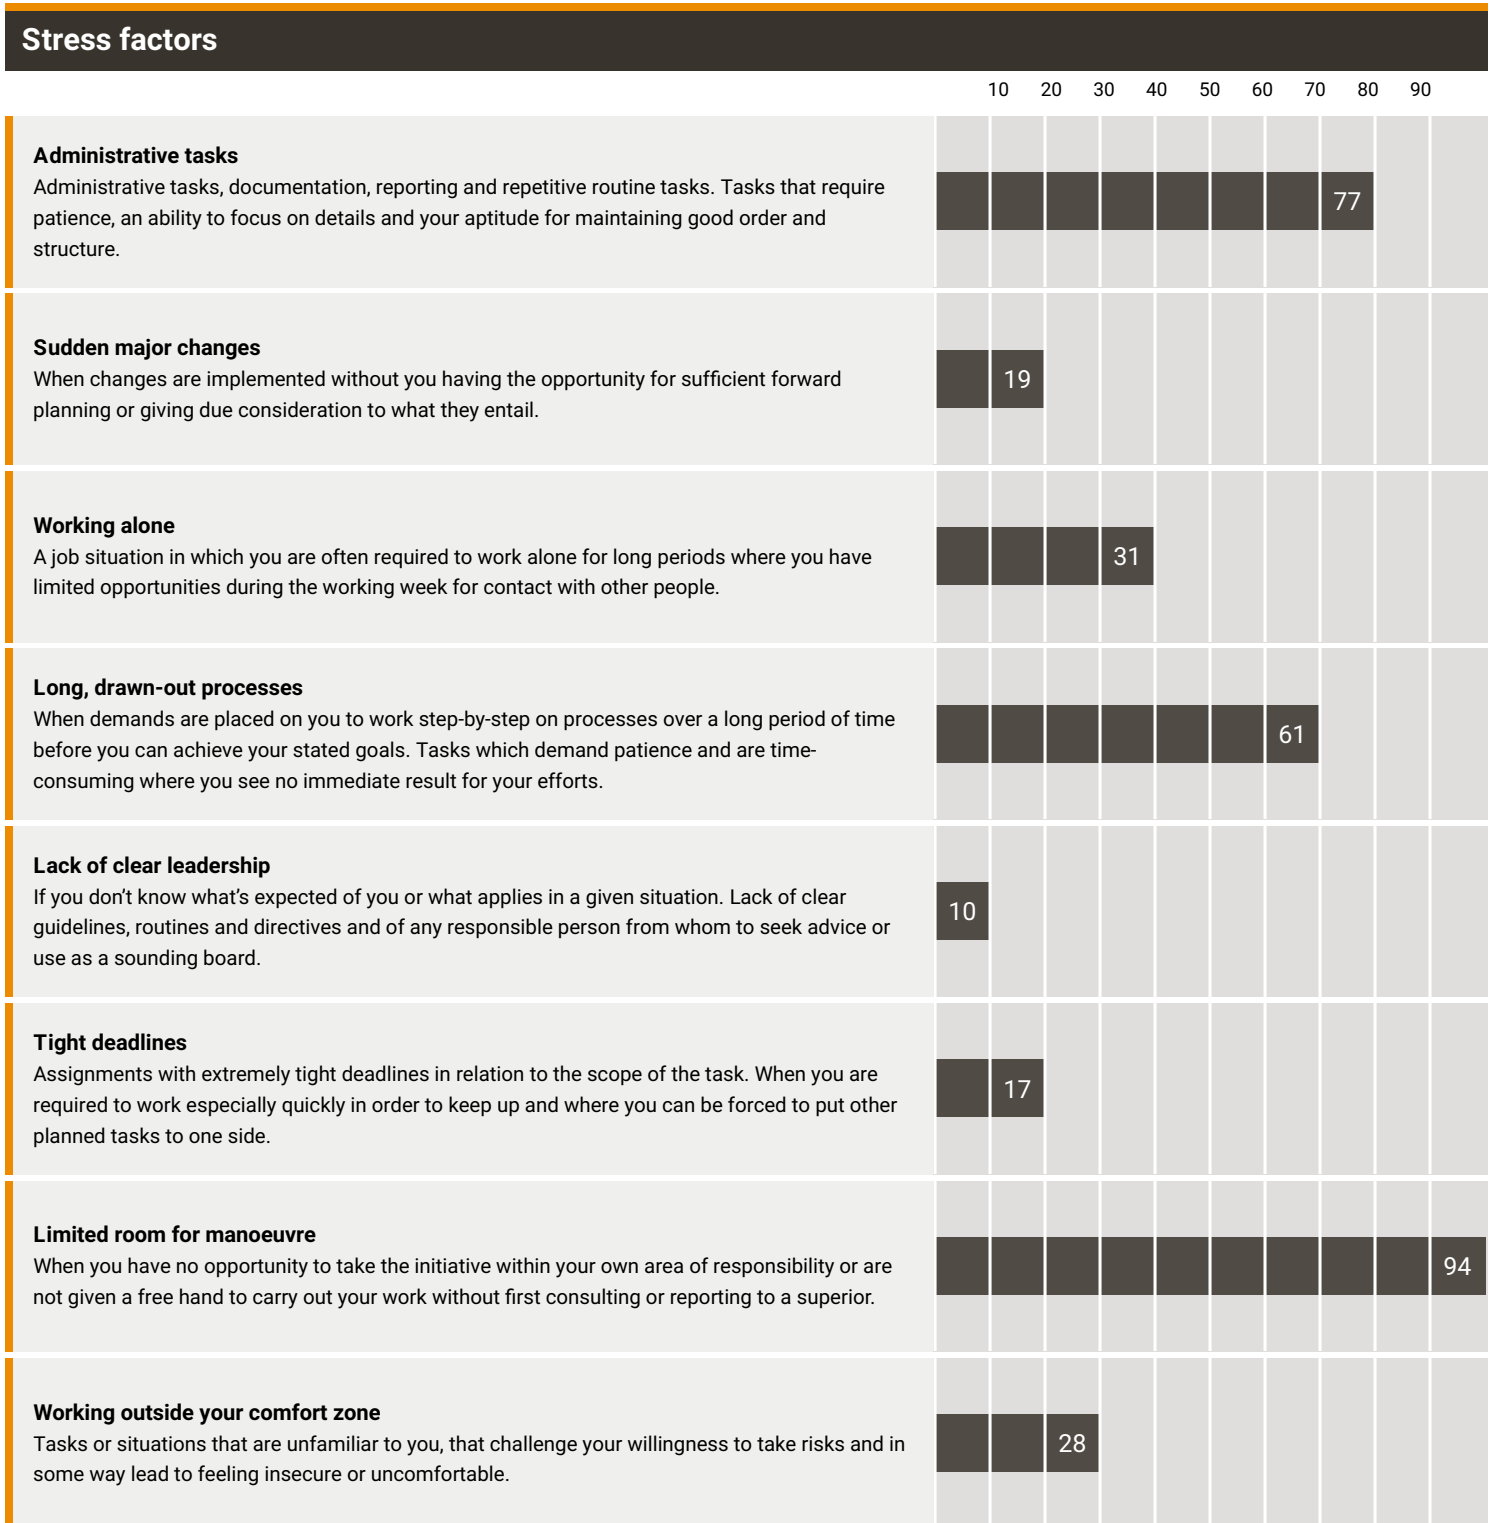 Stress factors
10 20 30 40 50 60 70 80 90
Administrative tasks
Administrative tasks, documentation, reporting and repetitive routine tasks. Tasks that require
patience, an ability to focus on details and your aptitude for maintaining good order and
structure.
77
Sudden major changes
When changes are implemented without you having the opportunity for sufficient forward
planning or giving due consideration to what they entail.
19
Working alone
A job situation in which you are often required to work alone for long periods where you have
limited opportunities during the working week for contact with other people.
31
Long, drawn-out processes
When demands are placed on you to work step-by-step on processes over a long period of time
before you can achieve your stated goals. Tasks which demand patience and are time-
consuming where you see no immediate result for your efforts.
61
Lack of clear leadership
If you don’t know what’s expected of you or what applies in a given situation. Lack of clear
guidelines, routines and directives and of any responsible person from whom to seek advice or
use as a sounding board.
10
Tight deadlines
Assignments with extremely tight deadlines in relation to the scope of the task. When you are
required to work especially quickly in order to keep up and where you can be forced to put other
planned tasks to one side.
17
Limited room for manoeuvre
When you have no opportunity to take the initiative within your own area of responsibility or are
not given a free hand to carry out your work without first consulting or reporting to a superior.
94
Working outside your comfort zone
Tasks or situations that are unfamiliar to you, that challenge your willingness to take risks and in
some way lead to feeling insecure or uncomfortable.
28